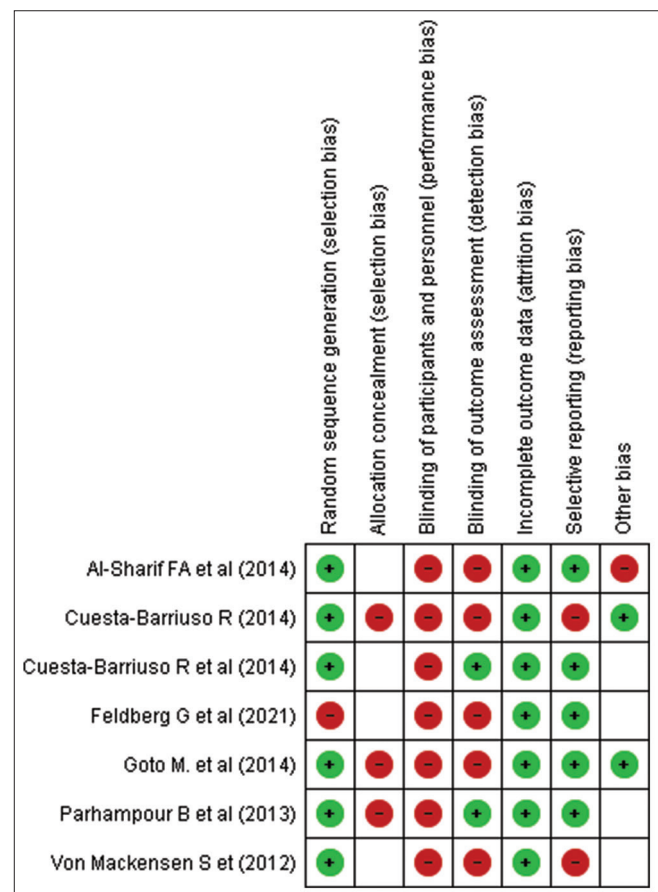 Random sequence generation (selection bias)
Allocation concealment (selection bias)
Blinding of participants and personnel (performance bias)
Blinding of outcome assessment (detection bias)
Incomplete outcome data (attrition bias)
Selective reporting (reporting bias)
Other bias
Al-Sharif FA et al (2014) + - - + + -
Cuesta-Barriuso R (2014) + - - - + - +
Cuesta-Barriuso R et al (2014) + - + + +
Feldberg G et al (2021) - - - + +
Goto M. et al (2014) + - - - + + +
Parhampour B et al (2013) + - - + + +
Von Mackensen S et (2012) + - - + -